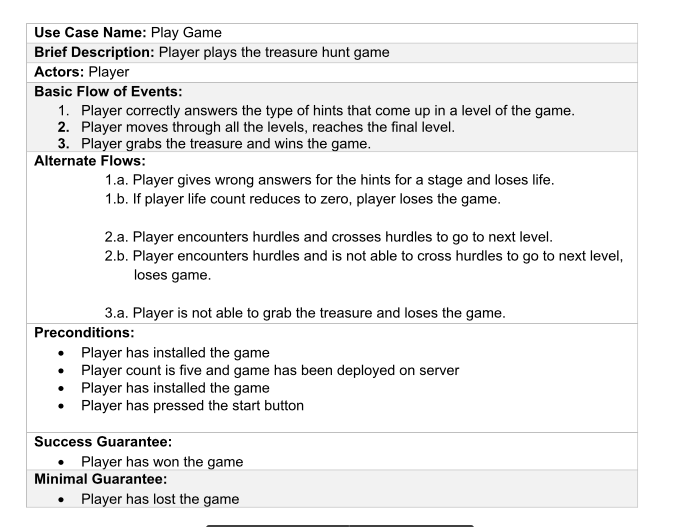 Use Case Name: Play Game
Brief Description: Player plays the treasure hunt game
Actors: Player
Basic Flow of Events:
1. Player correctly answers the type of hints that come up in a level of the game.
2. Player moves through all the levels, reaches the final level.
3. Player grabs the treasure and wins the game.
Alternate Flows:
1.a. Player gives wrong answers for the hints for a stage and loses life.
1.b. If player life count reduces to zero, player loses the game.
2.a. Player encounters hurdles and crosses hurdles to go to next level.
2.b. Player encounters hurdles and is not able to cross hurdles to go to next level,
loses game.
3.a. Player is not able to grab the treasure and loses the game.
Preconditions:
• Player has installed the game
• Player count is five and game has been deployed on server
• Player has installed the game
• Player has pressed the start button
Success Guarantee:
• Player has won the game
Minimal Guarantee:
• Player has lost the game